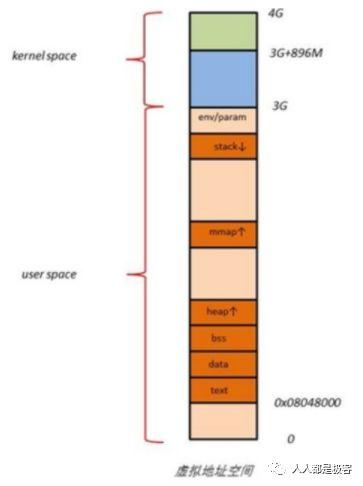 4G
kernel space
3G+896M
3G
env/param
stack↓
mmap↑
user space
heap↑
bss
data
text
0x08048000
0
虚拟地址空间
人人都是极客